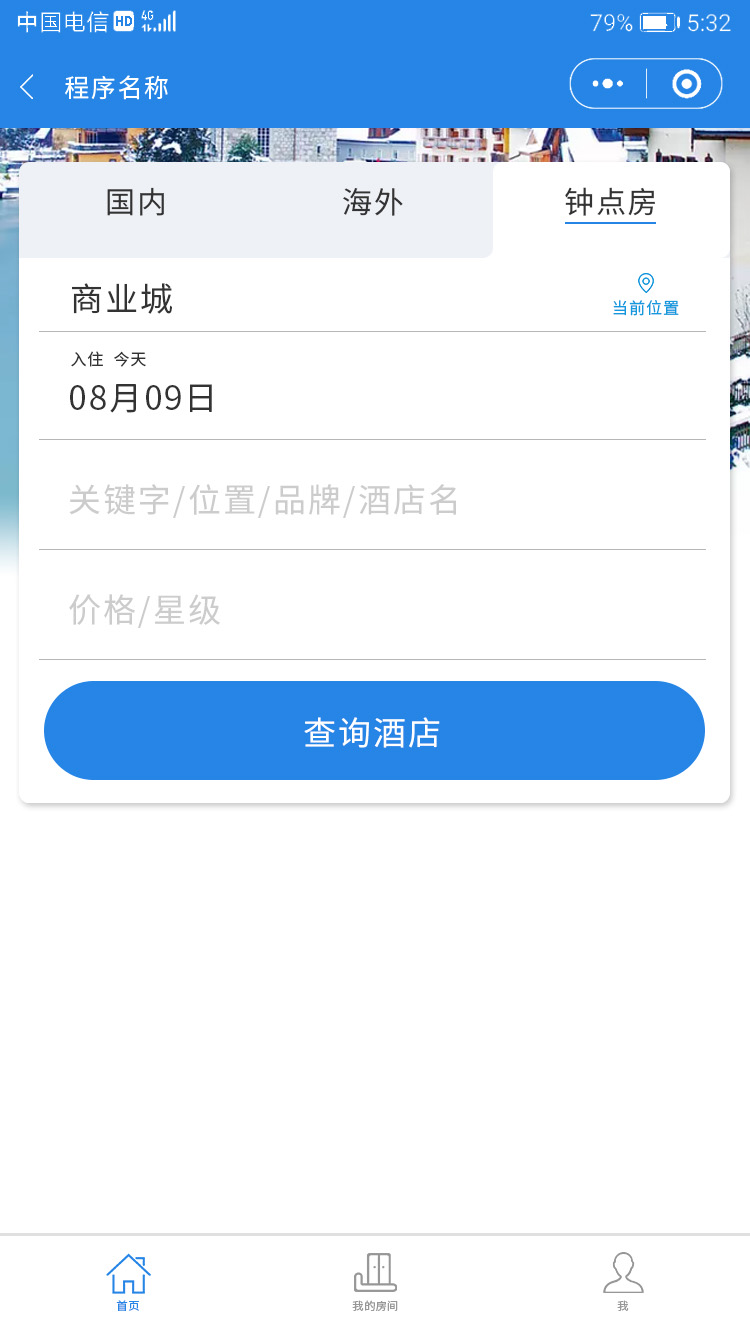 中国电信 HD 4G 79% 5:32
程序名称
国内 海外 钟点房
商业城
当前位置
入住 今天
08月09日
关键字/位置/品牌/酒店名
价格/星级
查询酒店
首页 我的房间 我